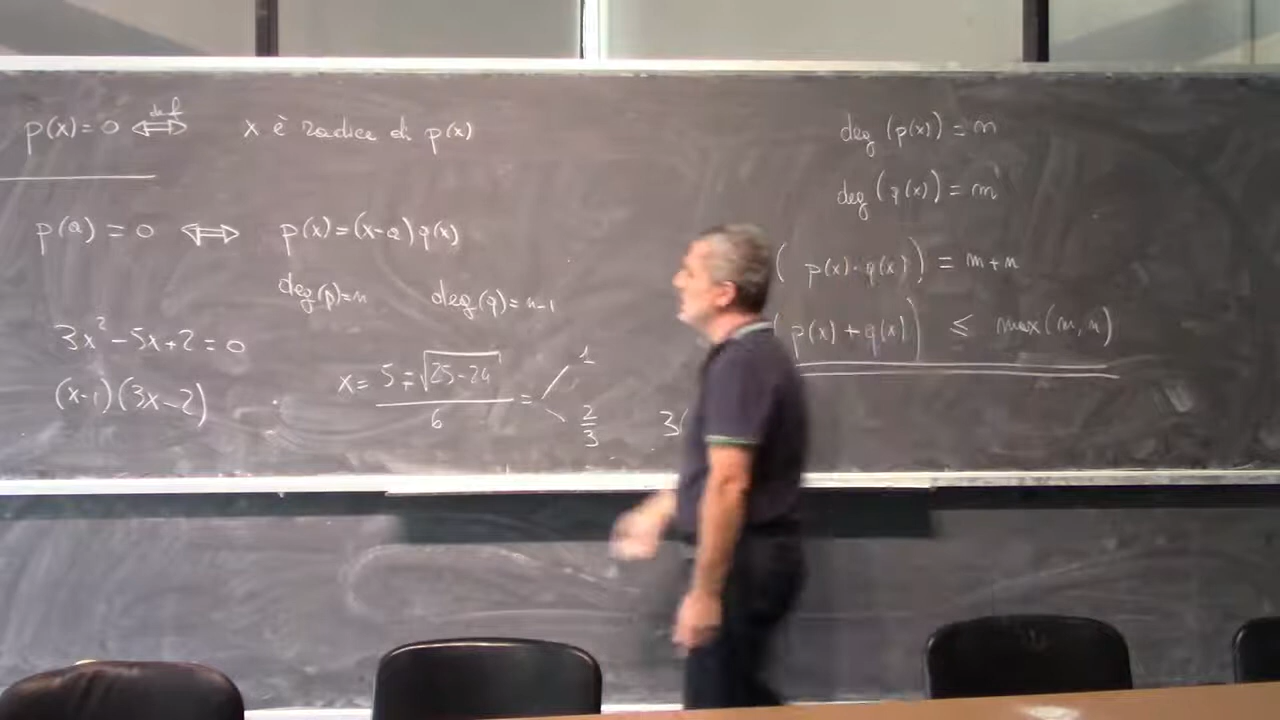 p(x)=0 ⟺ def x è radice di p(x)
p(a)=0 ⟺ p(x)=(x-a)q(x)
deg(p)=n deg(q)=n-1
3x²-5x+2=0
(x-1)(3x-2)
x= 5∓√25-24 / 6 = 1 2/3
3(
deg(p(x))=n
deg(q(x))=m
(p(x)·q(x))=m+n
(p(x)+q(x)) ≤ max(m,n)